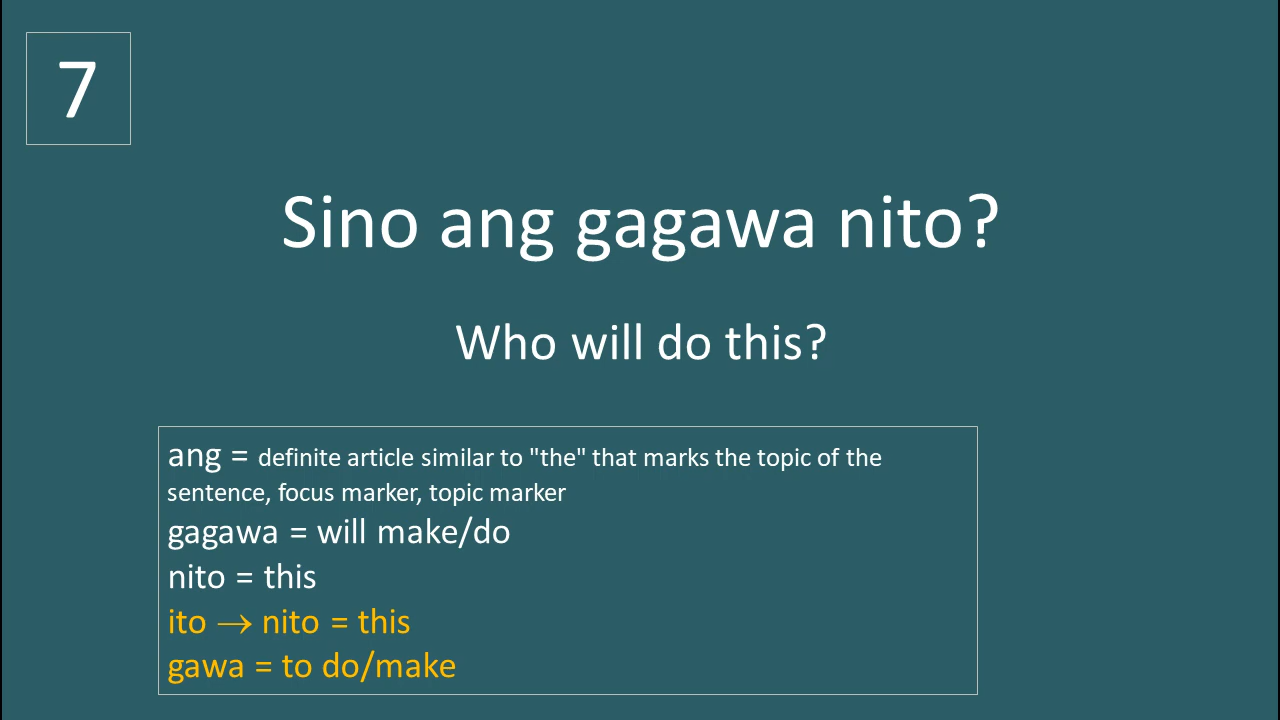 7
Sino ang gagawa nito?
Who will do this?
ang = definite article similar to "the" that marks the topic of the
sentence, focus marker, topic marker
gagawa = will make/do
nito = this
ito → nito = this
gawa = to do/make